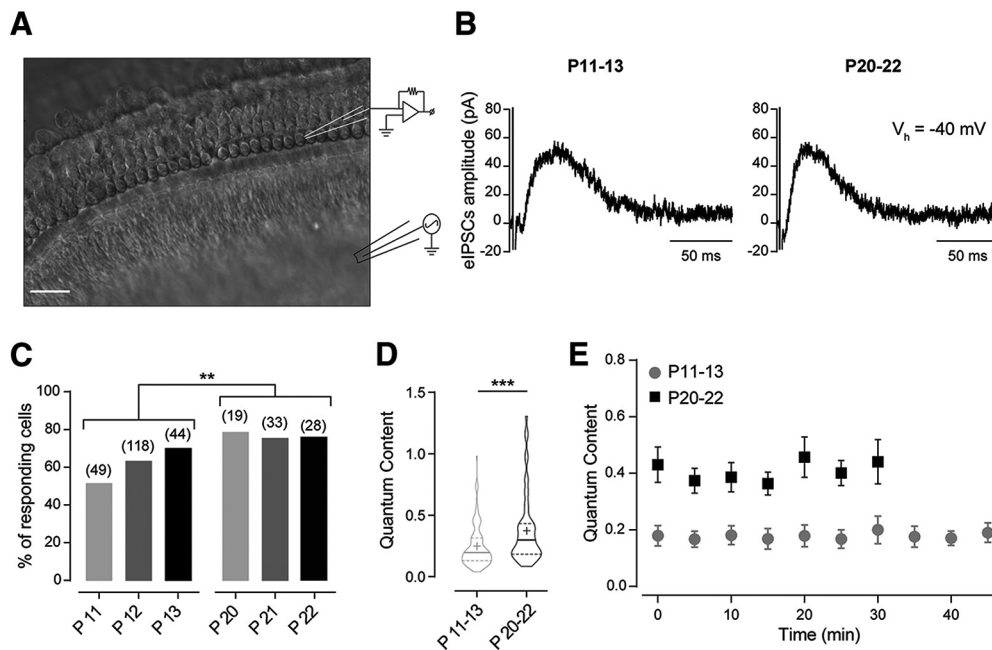 A
B
P11-13
P20-22
eIPSCs amplitude (pA)
80
60
40
20
0
-20
50 ms
80
60
40
20
0
-20
V_h = -40 mV
50 ms
C
% of responding cells
100
80
60
40
20
0
**
(49)
(118)
(44)
(19)
(33)
(28)
P 11
P 12
P 13
P 20
P 21
P 22
D
Quantum Content
1.5
1.0
0.5
0.0
***
P 11-13
P 20-22
E
Quantum Content
0.8
0.6
0.4
0.2
0.0
P11-13
P20-22
0
10
20
30
40
Time (min)